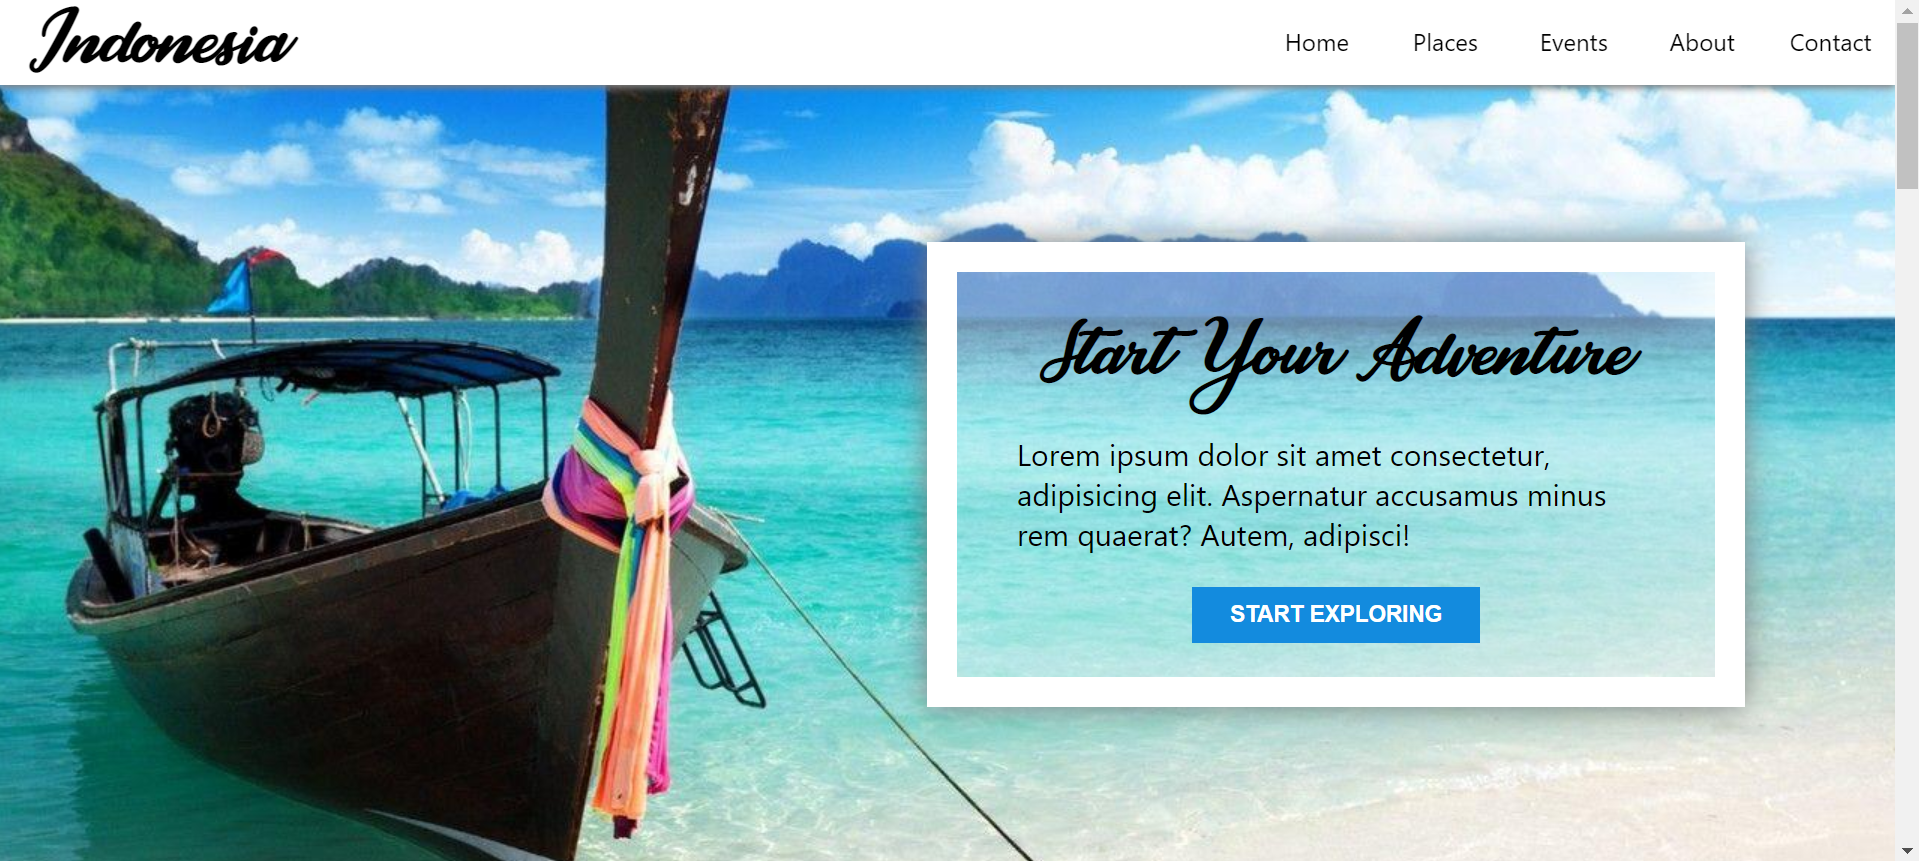 Indonesia
Home Places Events About Contact
Start Your Adventure
Lorem ipsum dolor sit amet consectetur,
adipisicing elit. Aspernatur accusamus minus
rem quaerat? Autem, adipisci!
START EXPLORING